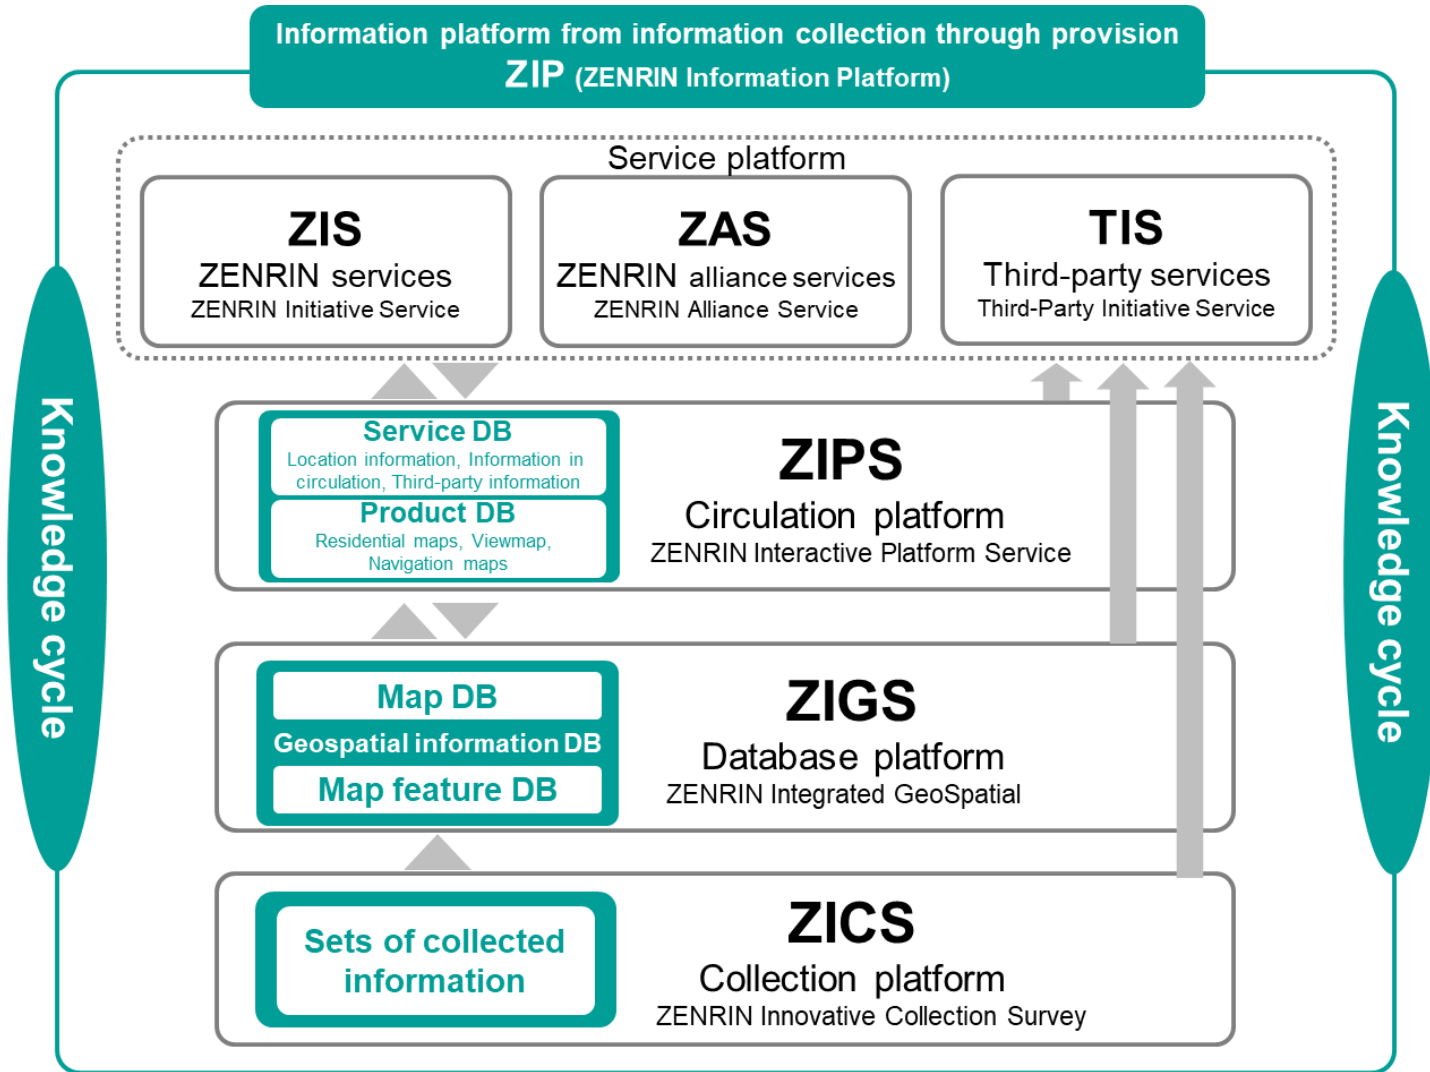 Information platform from information collection through provision
ZIP (ZENRIN Information Platform)
Service platform
ZIS
ZENRIN services
ZENRIN Initiative Service
ZAS
ZENRIN alliance services
ZENRIN Alliance Service
TIS
Third-party services
Third-Party Initiative Service
Knowledge cycle
Service DB
Location information, Information in
circulation, Third-party information
Product DB
Residential maps, Viewmap,
Navigation maps
ZIPS
Circulation platform
ZENRIN Interactive Platform Service
Map DB
Geospatial information DB
Map feature DB
ZIGS
Database platform
ZENRIN Integrated GeoSpatial
Sets of collected
information
ZICS
Collection platform
ZENRIN Innovative Collection Survey
Knowledge cycle